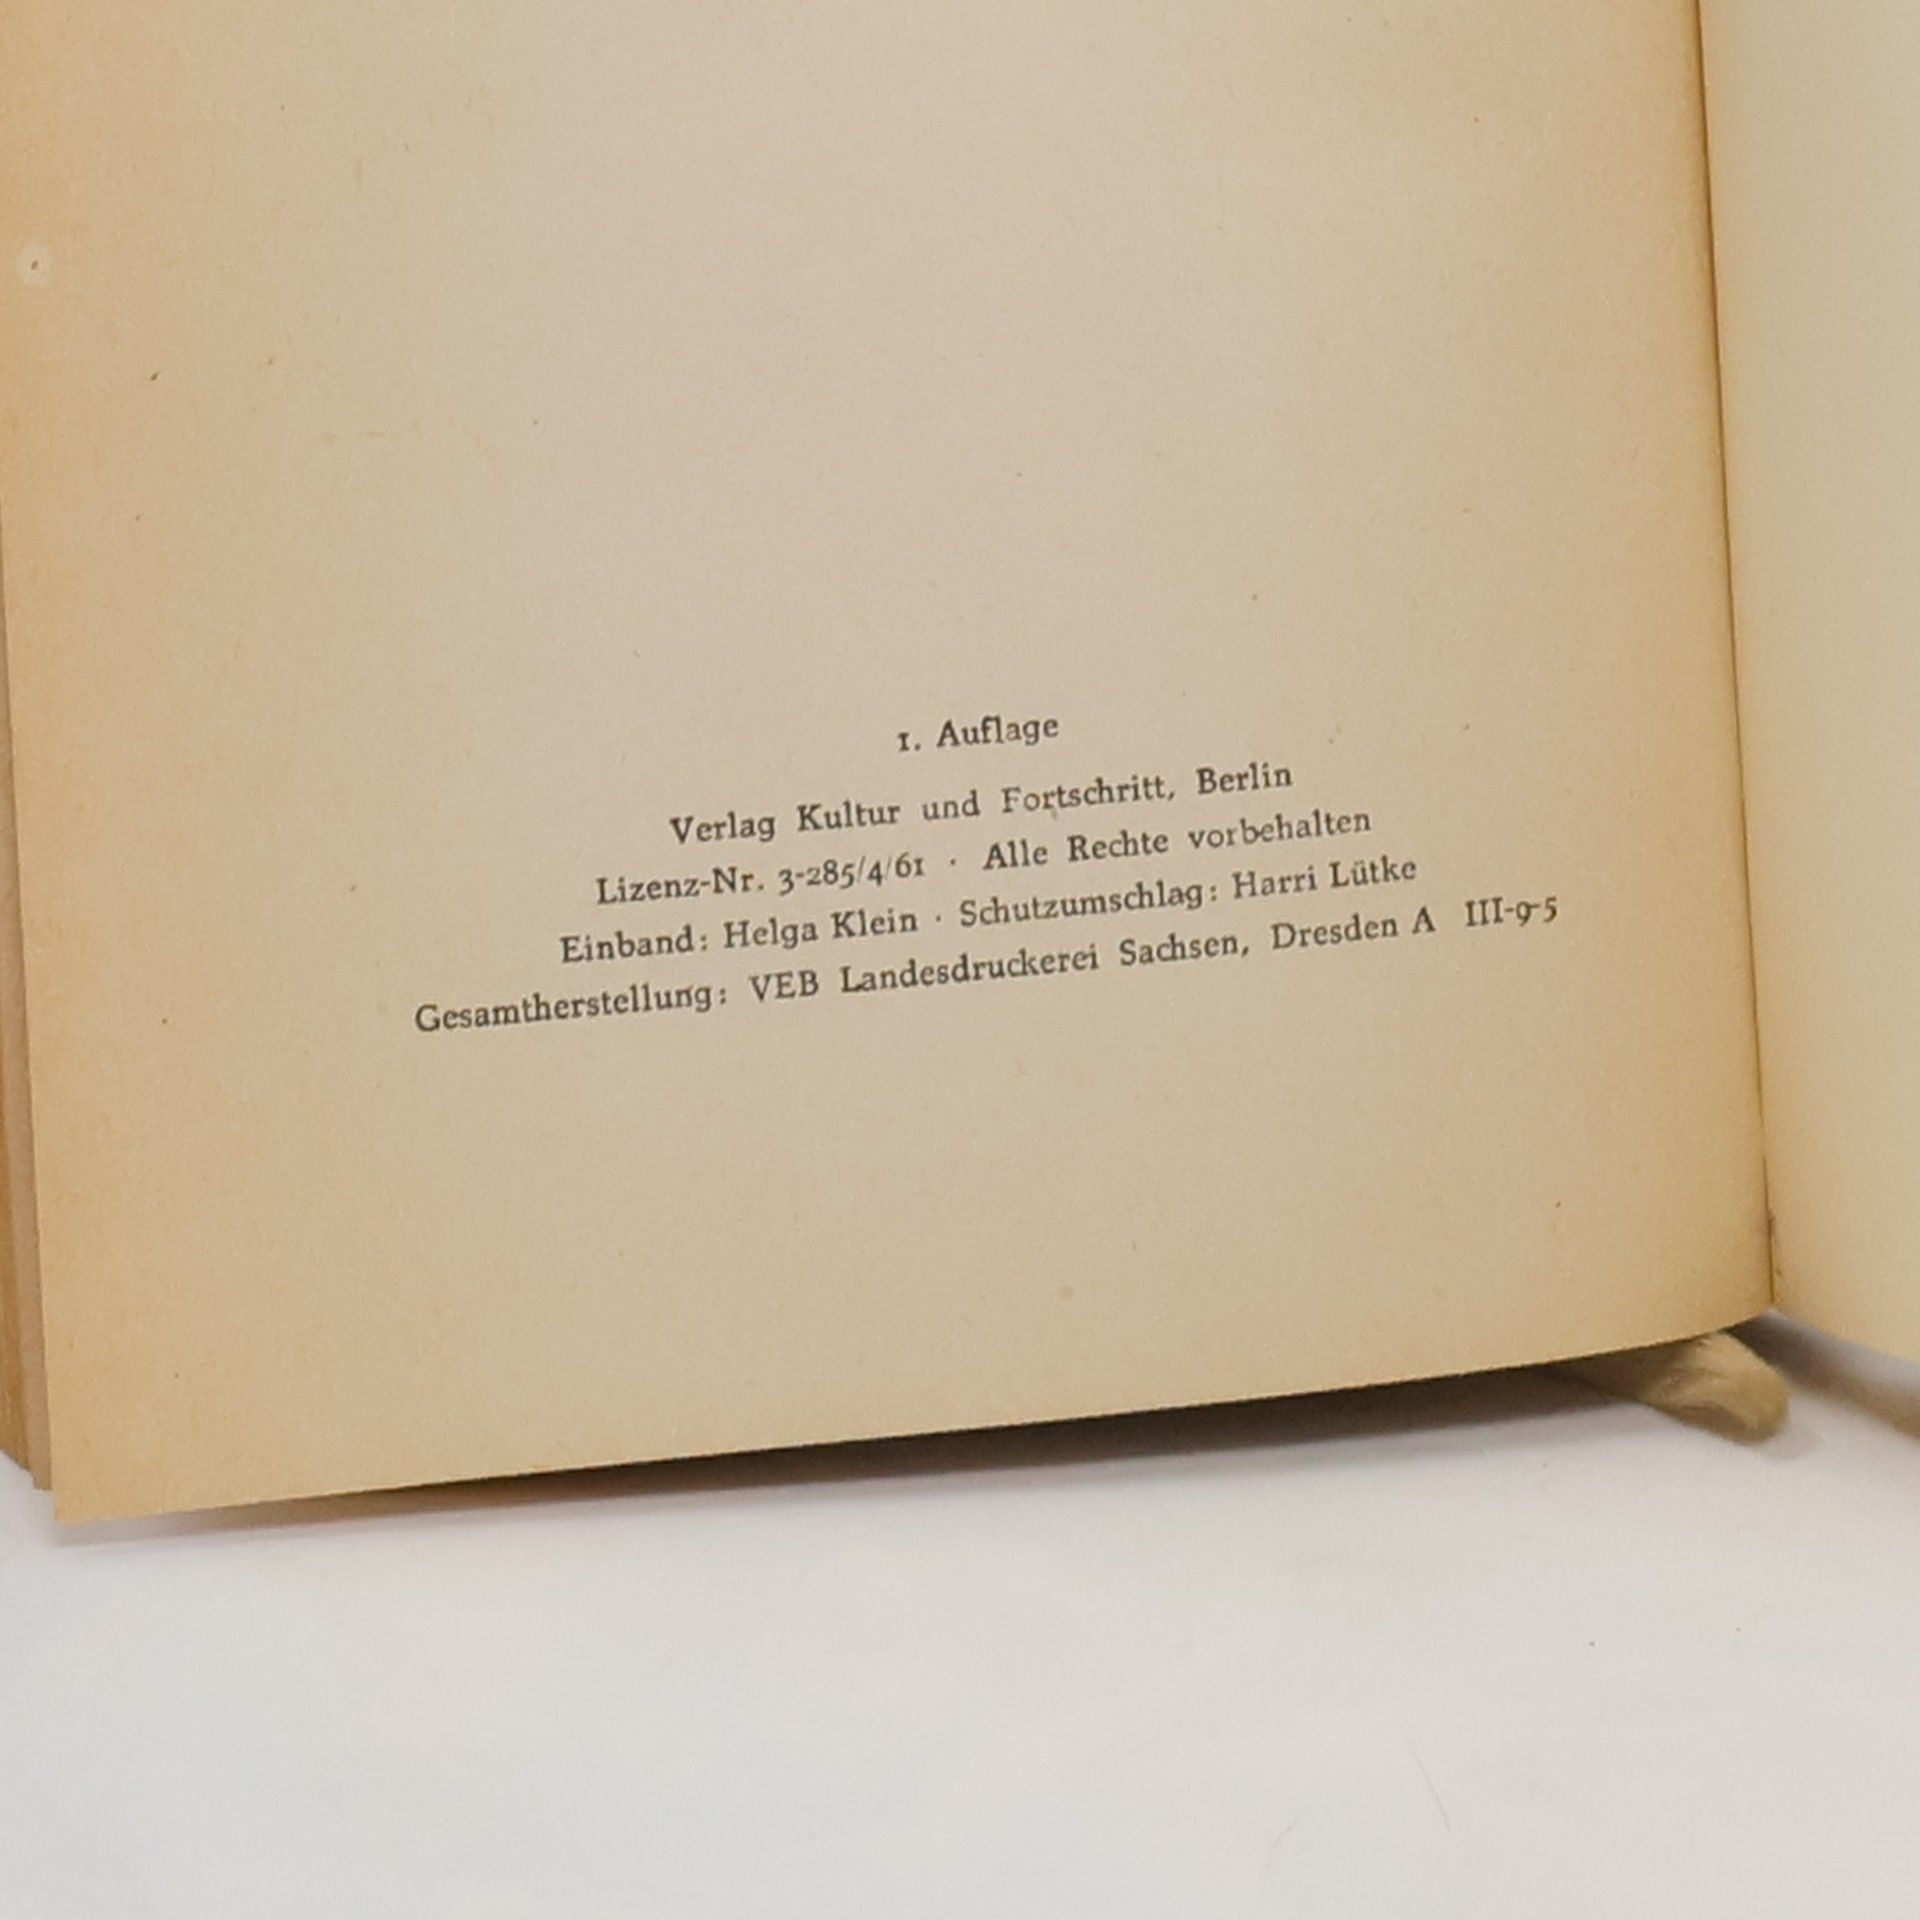 1. Auflage
Verlag Kultur und Fortschritt, Berlin
Lizenz-Nr. 3-285/4/61 · Alle Rechte vorbehalten
Einband: Helga Klein · Schutzumschlag: Harri Lütke
Gesamtherstellung: VEB Landesdruckerei Sachsen, Dresden A III-9-5